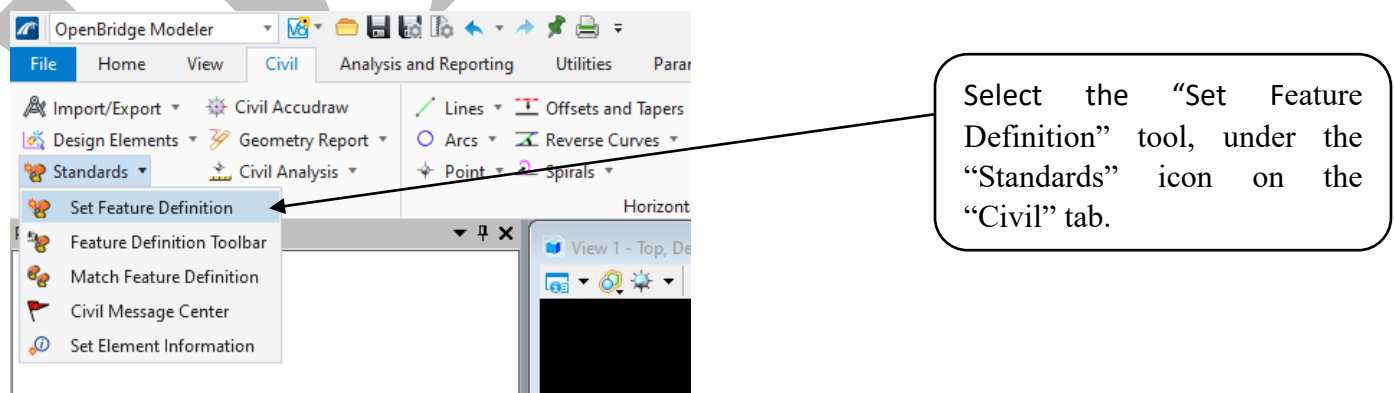 OpenBridge Modeler
File Home View Civil Analysis and Reporting Utilities
Import/Export Civil Accudraw Lines Offsets and Tapers
Design Elements Geometry Report Arcs Reverse Curves
Standards Civil Analysis Point Spirals
Set Feature Definition
Feature Definition Toolbar
Match Feature Definition
Civil Message Center
Set Element Information
View 1 - Top,
Select the “Set Feature
Definition” tool, under the
“Standards” icon on the
“Civil” tab.